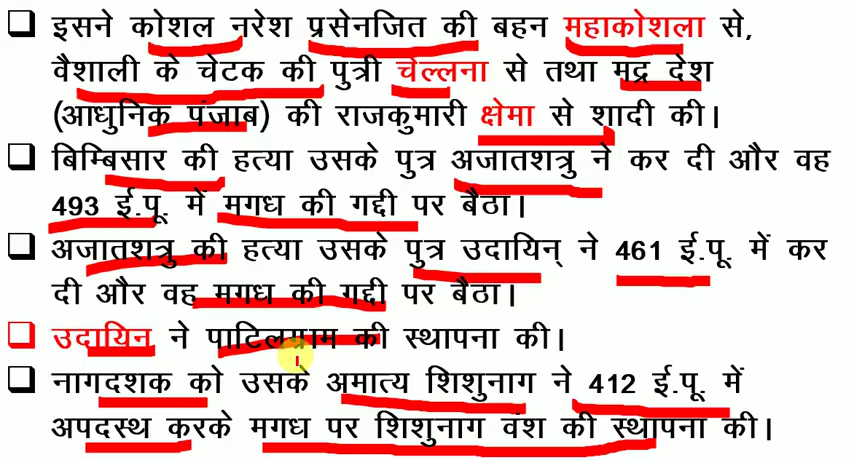 ❑ इसने कोशल नरेश प्रसेनजित की बहन महाकोशला से,
वैशाली के चेटक की पुत्री चेल्लना से तथा मद्र देश
(आधुनिक पंजाब) की राजकुमारी क्षेमा से शादी की।
❑ बिम्बिसार की हत्या उसके पुत्र अजातशत्रु ने कर दी और वह
493 ई.पू. में मगध की गद्दी पर बैठा।
❑ अजातशत्रु की हत्या उसके पुत्र उदायिन् ने 461 ई.पू. में कर
दी और वह मगध की गद्दी पर बैठा।
❑ उदायिन ने पाटिलग्राम की स्थापना की।
❑ नागदशक को उसके अमात्य शिशुनाग ने 412 ई.पू. में
अपदस्थ करके मगध पर शिशुनाग वंश की स्थापना की।